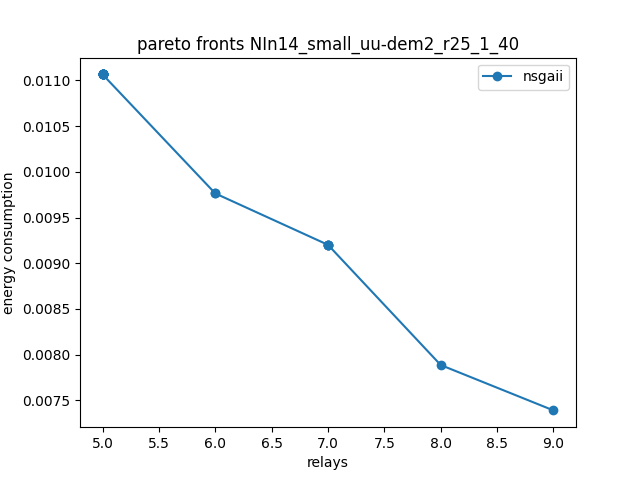 pareto fronts NIn14_small_uu-dem2_r25_1_40
nsgaii
energy consumption
0.0110
0.0105
0.0100
0.0095
0.0090
0.0085
0.0080
0.0075
5.0 5.5 6.0 6.5 7.0 7.5 8.0 8.5 9.0
relays